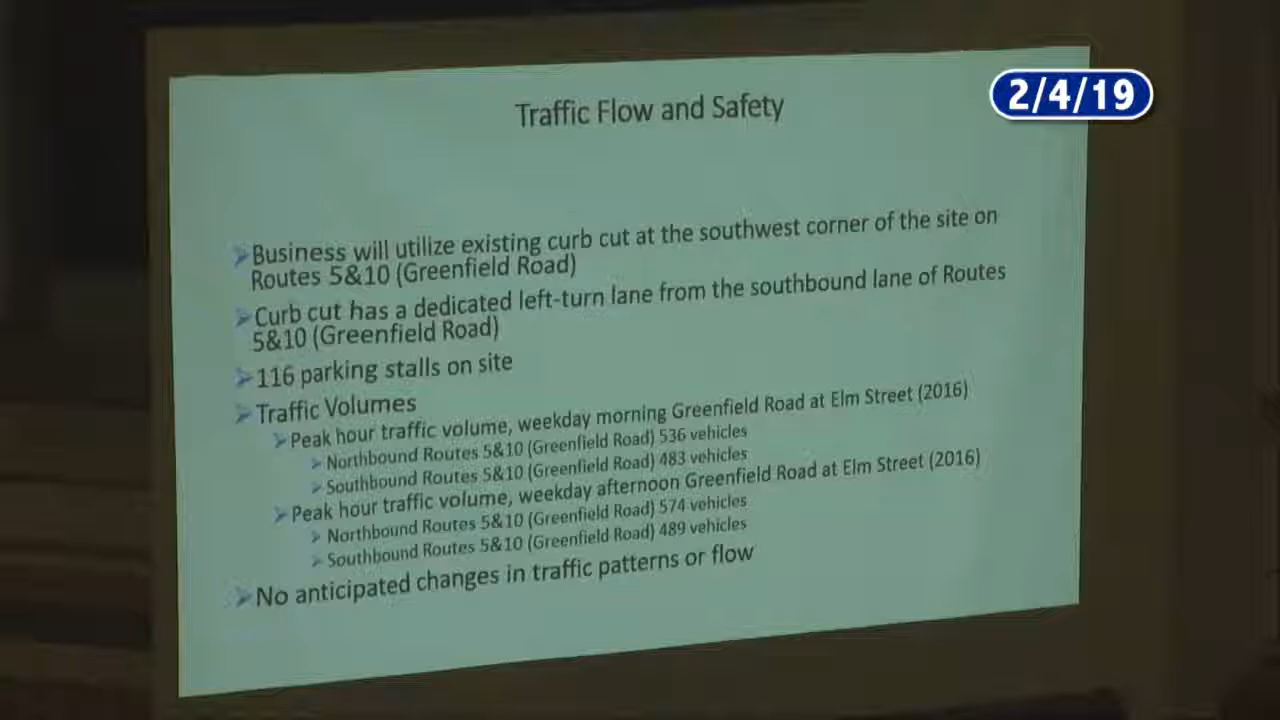 2/4/19
Traffic Flow and Safety
Business will utilize existing curb cut at the southwest corner of the site on
Routes 5&10 (Greenfield Road)
Curb cut has a dedicated left-turn lane from the southbound lane of Routes
5&10 (Greenfield Road)
116 parking stalls on site
Traffic Volumes
Peak hour traffic volume, weekday morning Greenfield Road at Elm Street (2016)
Northbound Routes 5&10 (Greenfield Road) 536 vehicles
Southbound Routes 5&10 (Greenfield Road) 483 vehicles
Peak hour traffic volume, weekday afternoon Greenfield Road at Elm Street (2016)
Northbound Routes 5&10 (Greenfield Road) 574 vehicles
Southbound Routes 5&10 (Greenfield Road) 489 vehicles
No anticipated changes in traffic patterns or flow